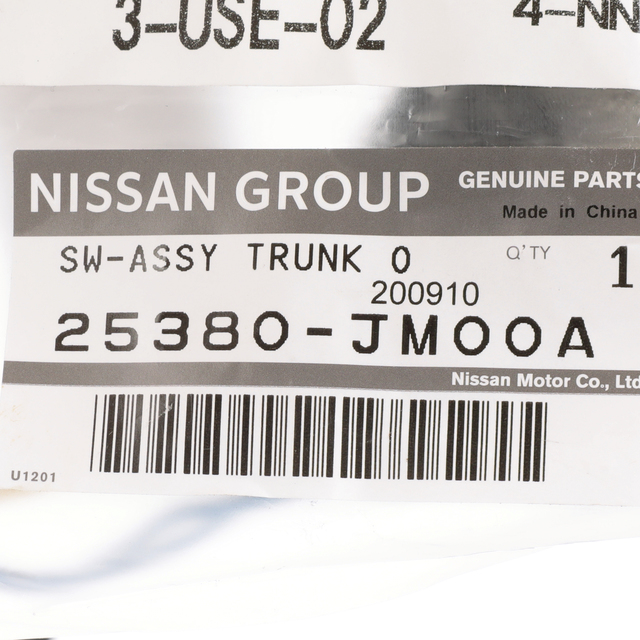 3-USE-02 4-NN
NISSAN GROUP GENUINE PARTS
Made in China
SW-ASSY TRUNK O Q'TY 1
200910
25380-JM00A
Nissan Motor Co., Ltd
U1201